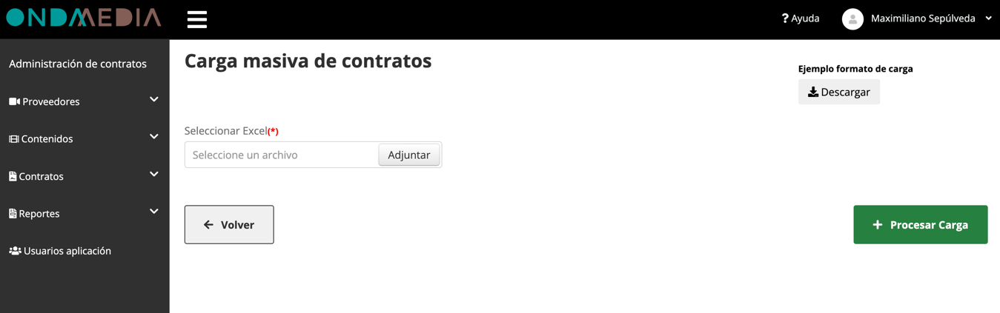 ONDAMEDIA
? Ayuda
Maximiliano Sepúlveda
Administración de contratos
Proveedores
Contenidos
Contratos
Reportes
Usuarios aplicación
Carga masiva de contratos
Ejemplo formato de carga
Descargar
Seleccionar Excel(*)
Seleccione un archivo
Adjuntar
Volver
Procesar Carga